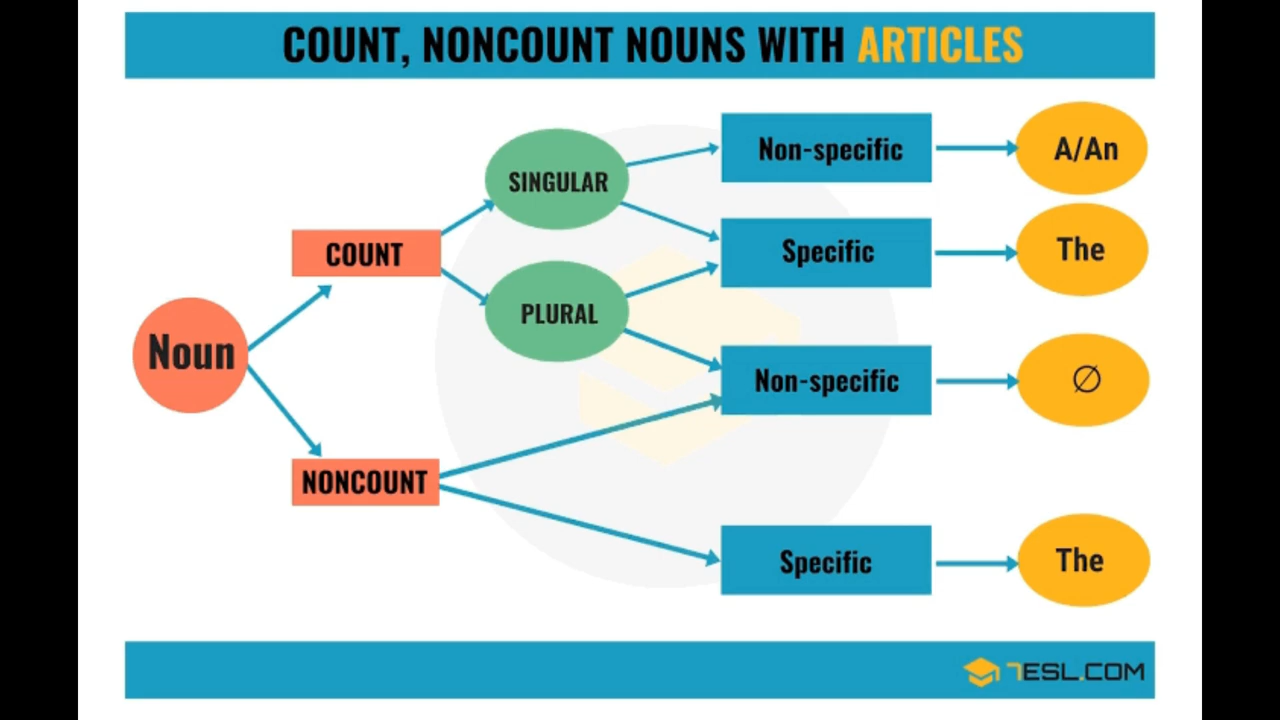 COUNT, NONCOUNT NOUNS WITH ARTICLES
Noun
COUNT
NONCOUNT
SINGULAR
PLURAL
Non-specific
A/An
Specific
The
Non-specific
∅
Specific
The
7ESL.COM